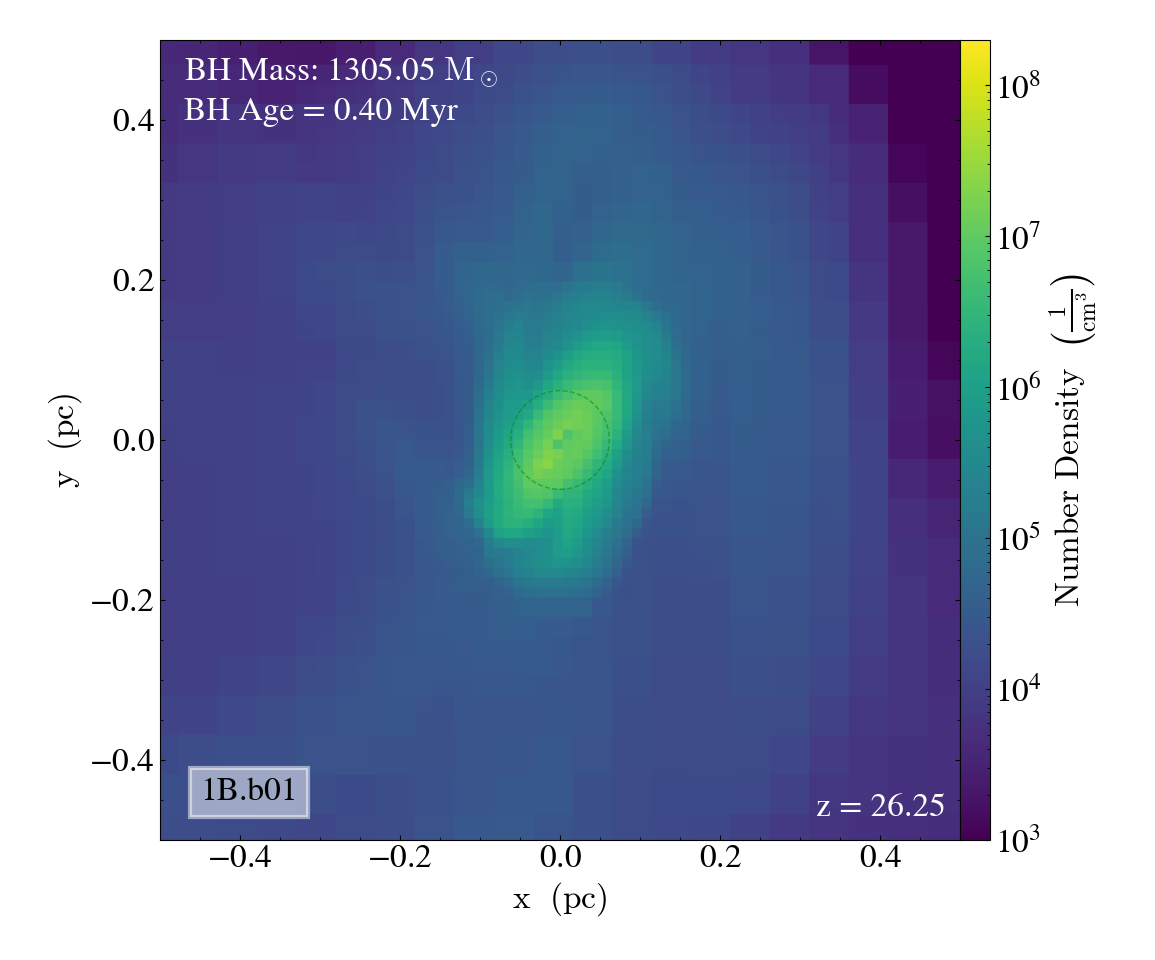 BH Mass: 1305.05 M⊙
BH Age = 0.40 Myr
0.4
0.2
0.0
−0.2
−0.4
y (pc)
1B.b01
z = 26.25
−0.4 −0.2 0.0 0.2 0.4
x (pc)
10⁸
10⁷
10⁶
10⁵
10⁴
10³
Number Density (1/cm³)